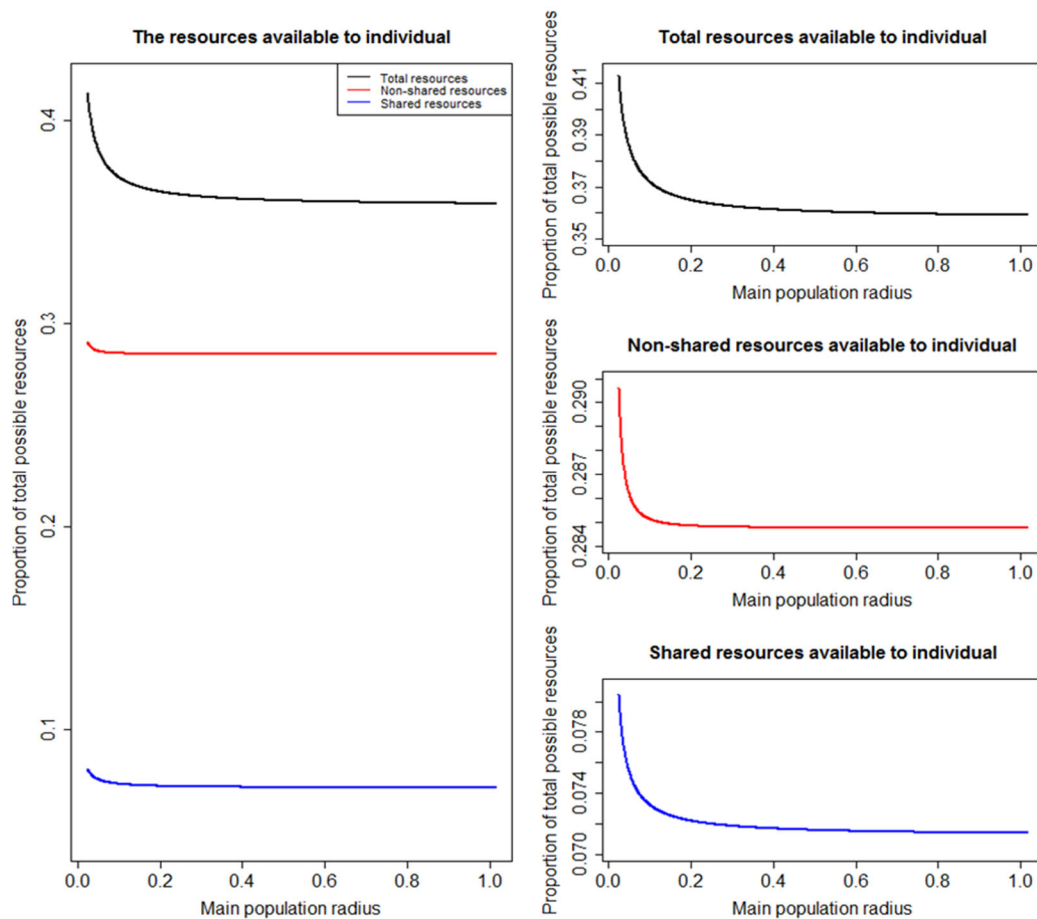 The resources available to individual
Total resources
Non-shared resources
Shared resources
Proportion of total possible resources
0.4
0.3
0.2
0.1
0.0 0.2 0.4 0.6 0.8 1.0
Main population radius
Total resources available to individual
Proportion of total possible resources
0.41
0.39
0.37
0.35
0.0 0.2 0.4 0.6 0.8 1.0
Main population radius
Non-shared resources available to individual
Proportion of total possible resources
0.290
0.287
0.284
0.0 0.2 0.4 0.6 0.8 1.0
Main population radius
Shared resources available to individual
Proportion of total possible resources
0.078
0.074
0.070
0.0 0.2 0.4 0.6 0.8 1.0
Main population radius